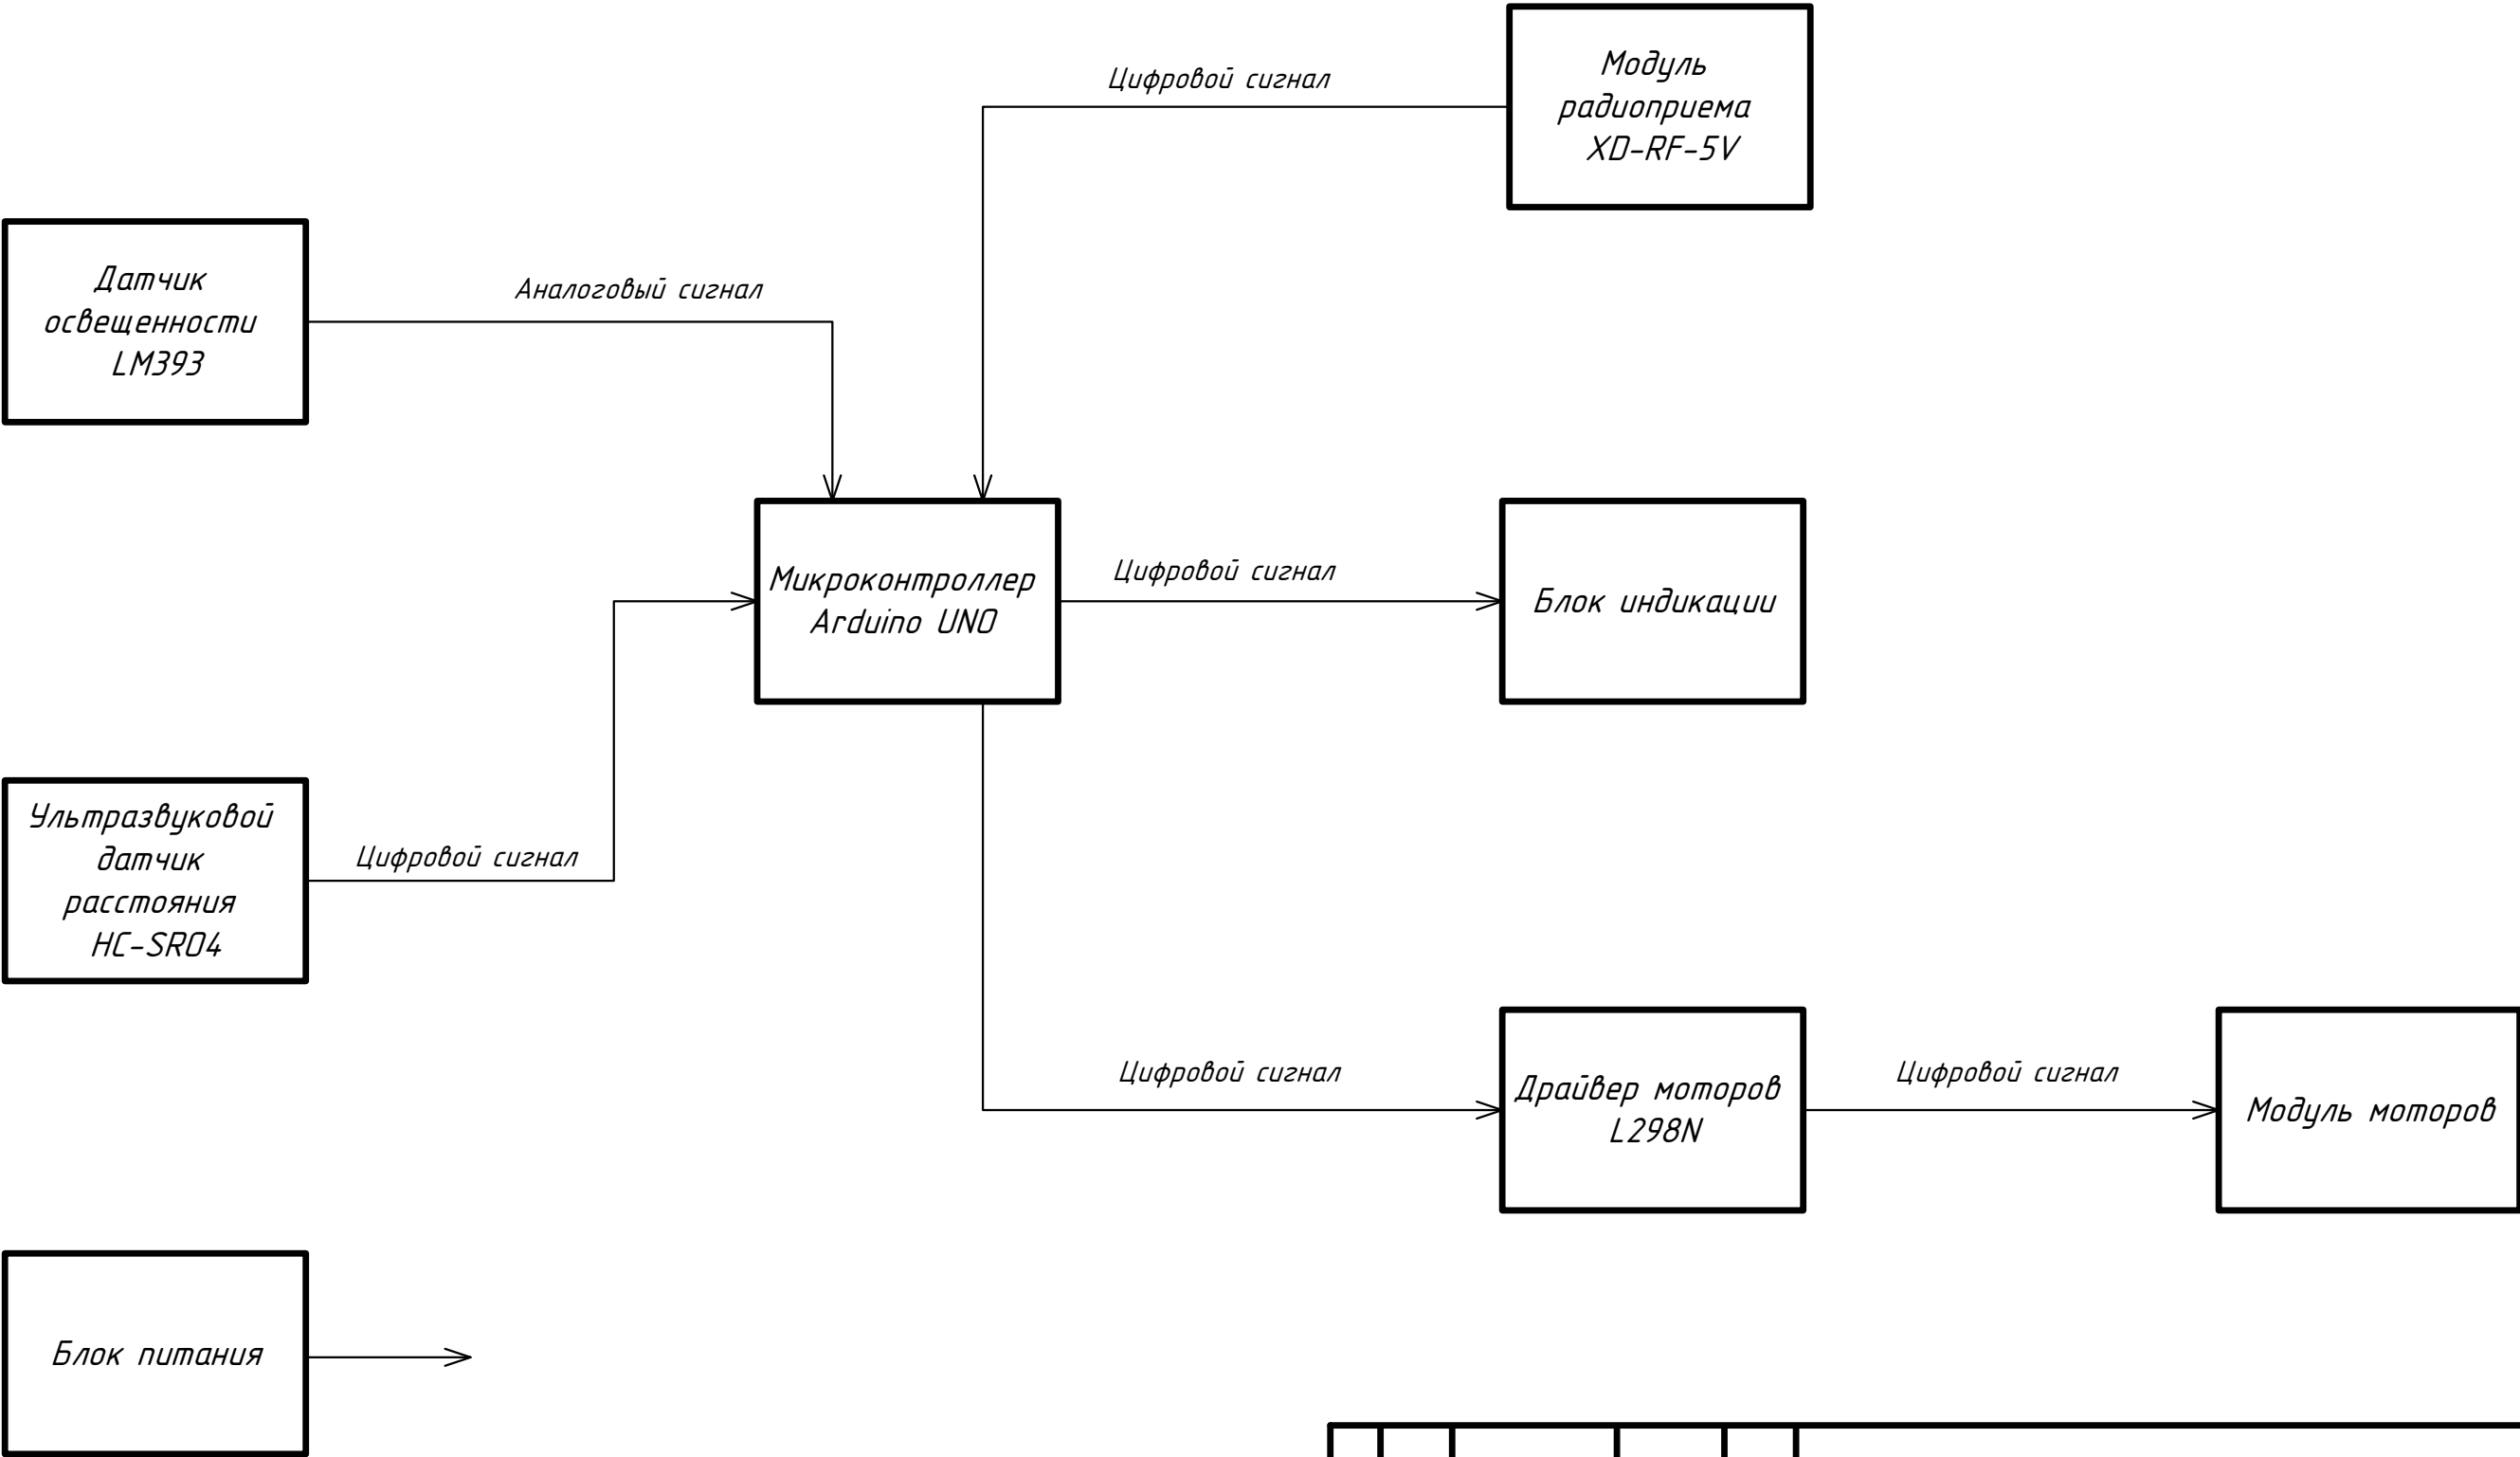 Модуль
радиоприема
XD-RF-5V
Цифровой сигнал
Датчик
освещенности
LM393
Аналоговый сигнал
Микроконтроллер
Arduino UNO
Цифровой сигнал
Блок индикации
Ультразвуковой
датчик
расстояния
HC-SR04
Цифровой сигнал
Цифровой сигнал
Драйвер моторов
L298N
Цифровой сигнал
Модуль моторов
Блок питания